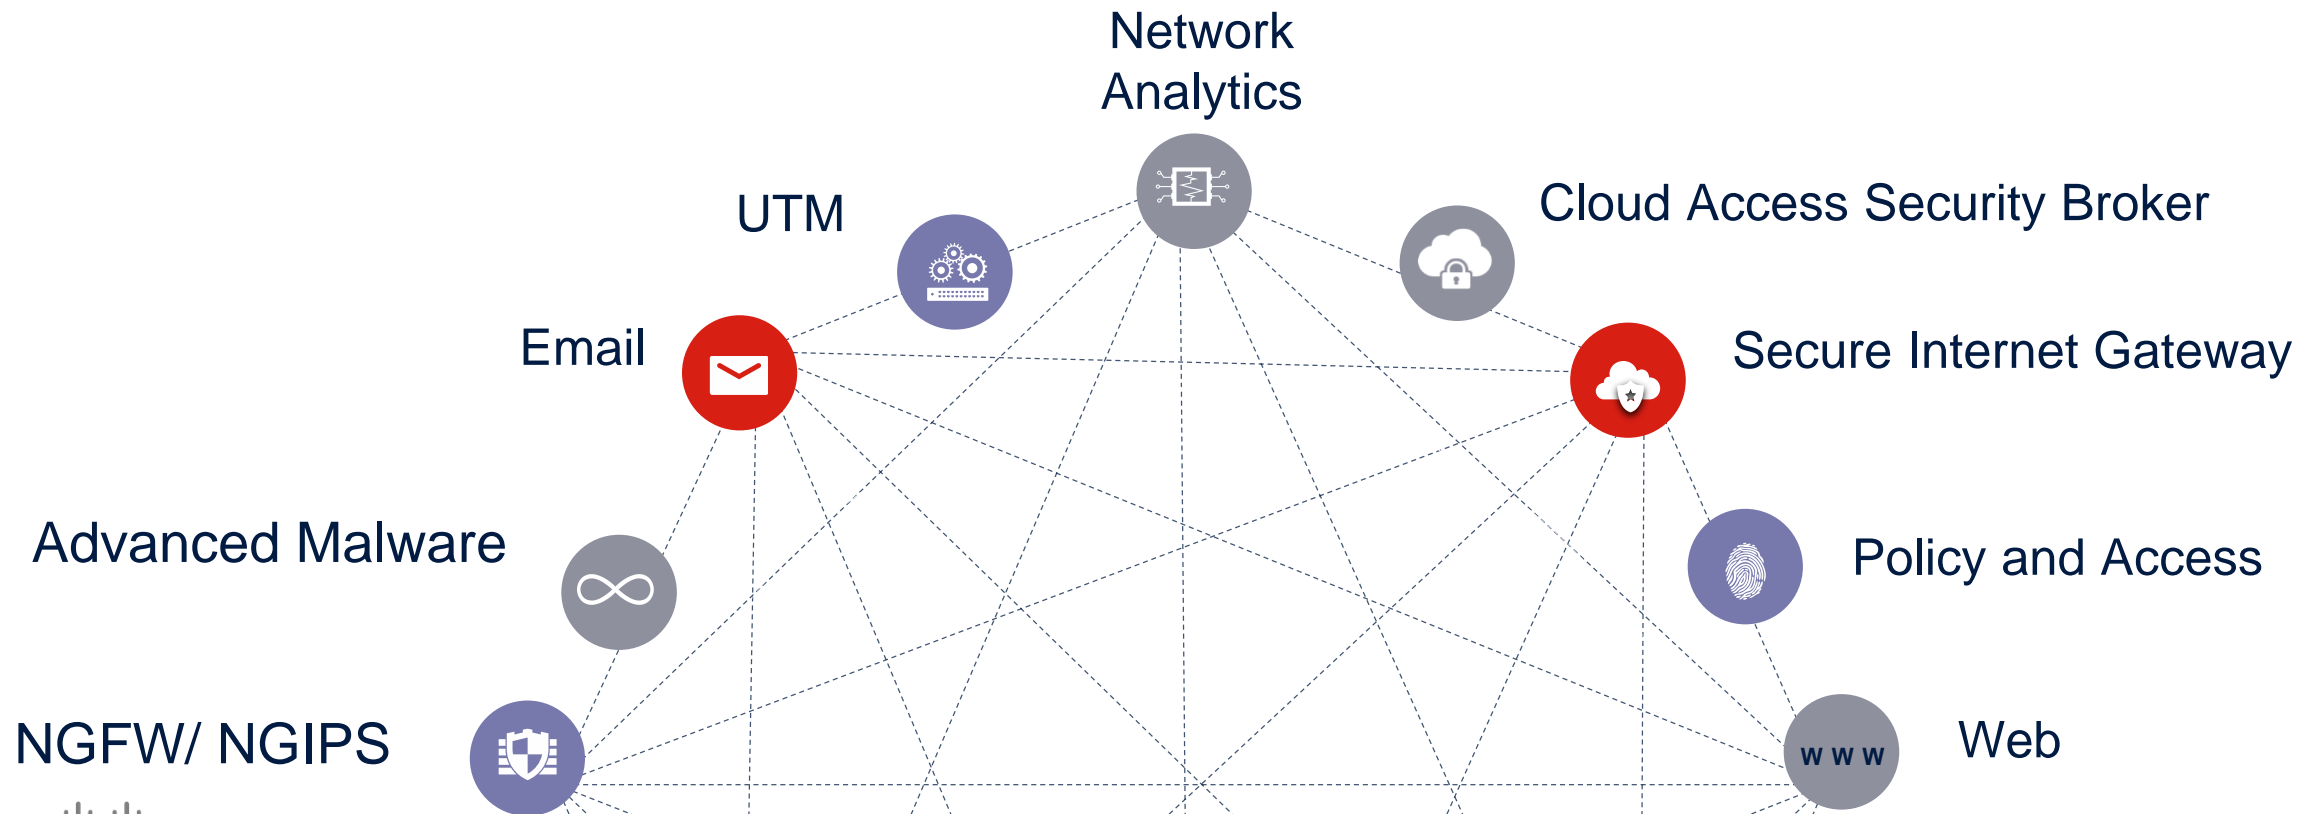 Network
Analytics
UTM
Cloud Access Security Broker
Email
Secure Internet Gateway
Advanced Malware
Policy and Access
NGFW/ NGIPS
Web
w w w